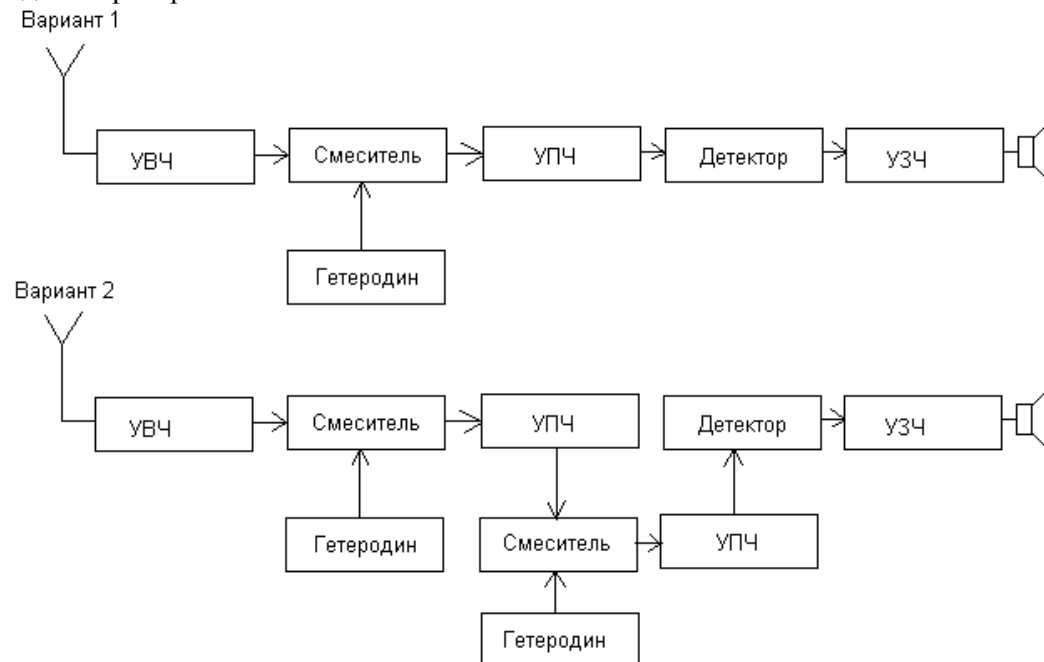 Вариант 1
УВЧ
Смеситель
УПЧ
Детектор
УЗЧ
Гетеродин
Вариант 2
УВЧ
Смеситель
УПЧ
Детектор
УЗЧ
Гетеродин
Смеситель
УПЧ
Гетеродин